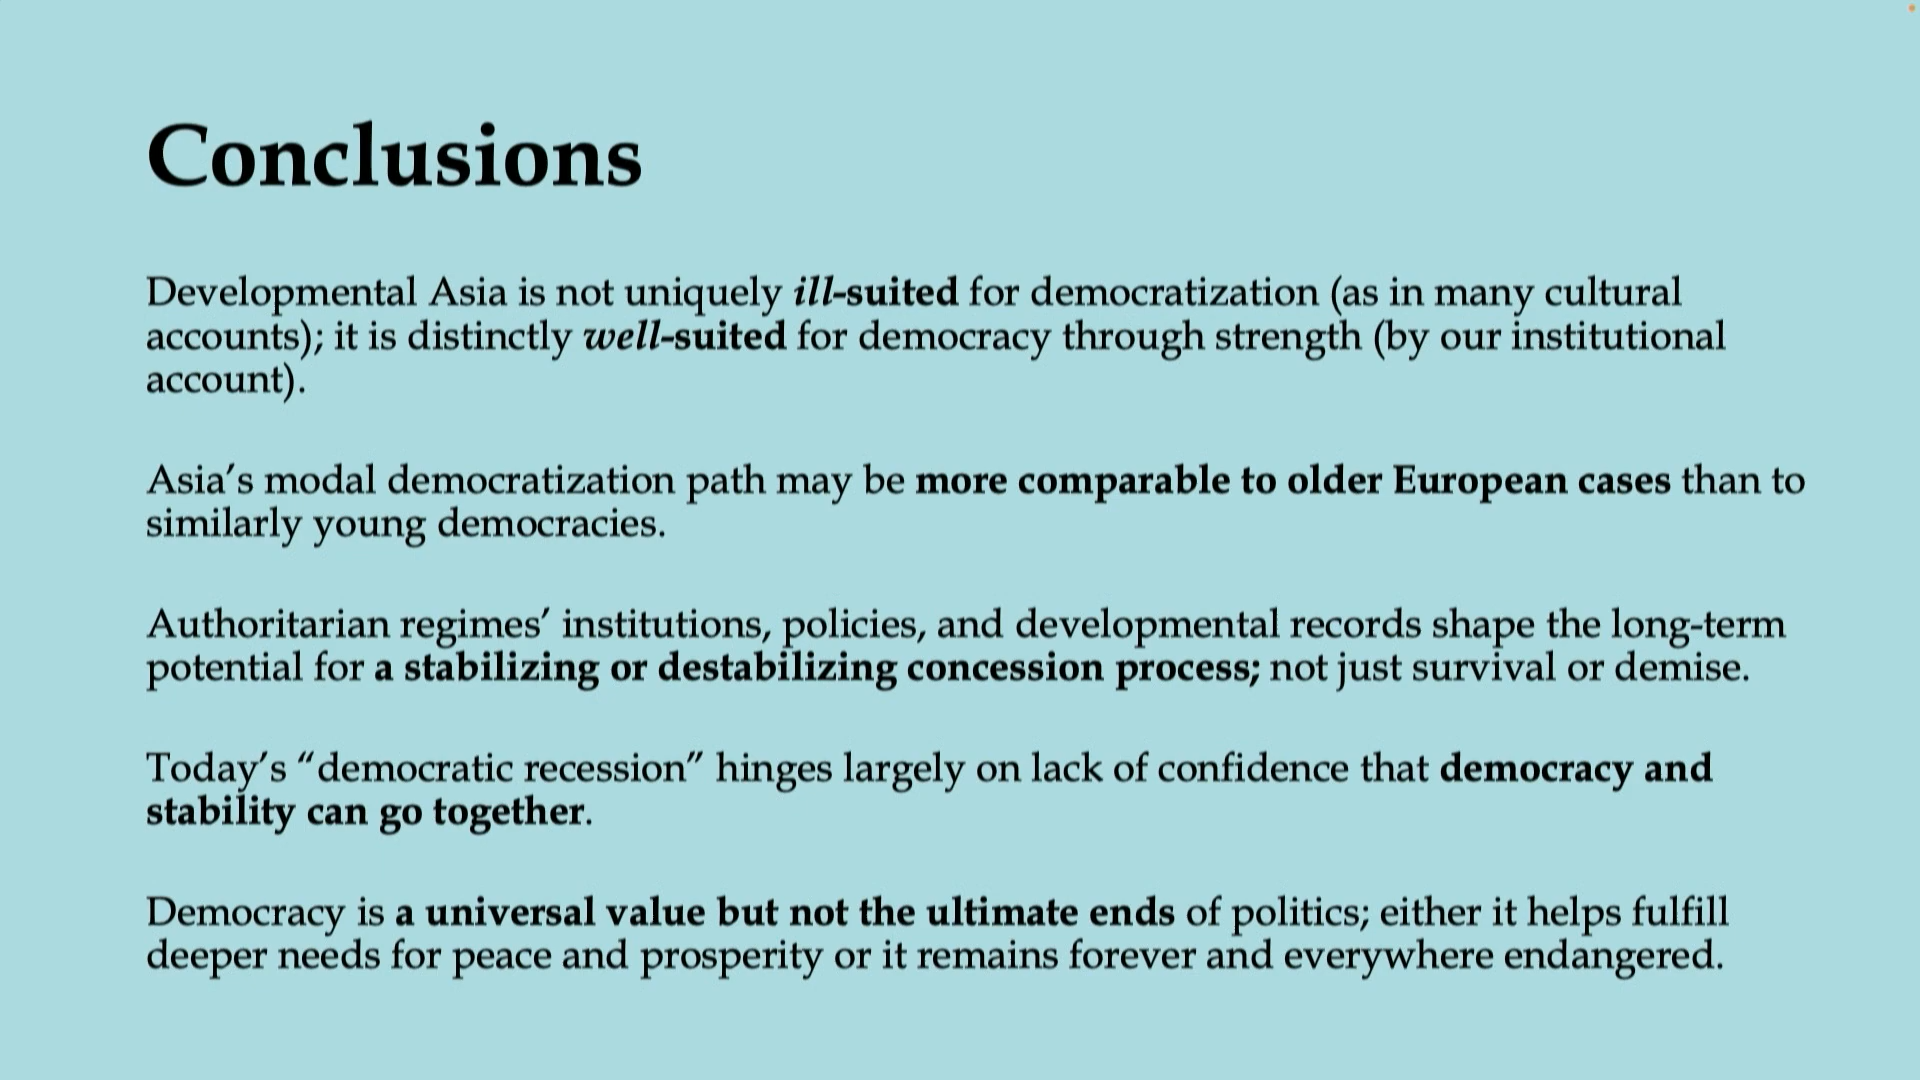 Conclusions
Developmental Asia is not uniquely ill-suited for democratization (as in many cultural
accounts); it is distinctly well-suited for democracy through strength (by our institutional
account).
Asia’s modal democratization path may be more comparable to older European cases than to
similarly young democracies.
Authoritarian regimes’ institutions, policies, and developmental records shape the long-term
potential for a stabilizing or destabilizing concession process; not just survival or demise.
Today’s “democratic recession” hinges largely on lack of confidence that democracy and
stability can go together.
Democracy is a universal value but not the ultimate ends of politics; either it helps fulfill
deeper needs for peace and prosperity or it remains forever and everywhere endangered.